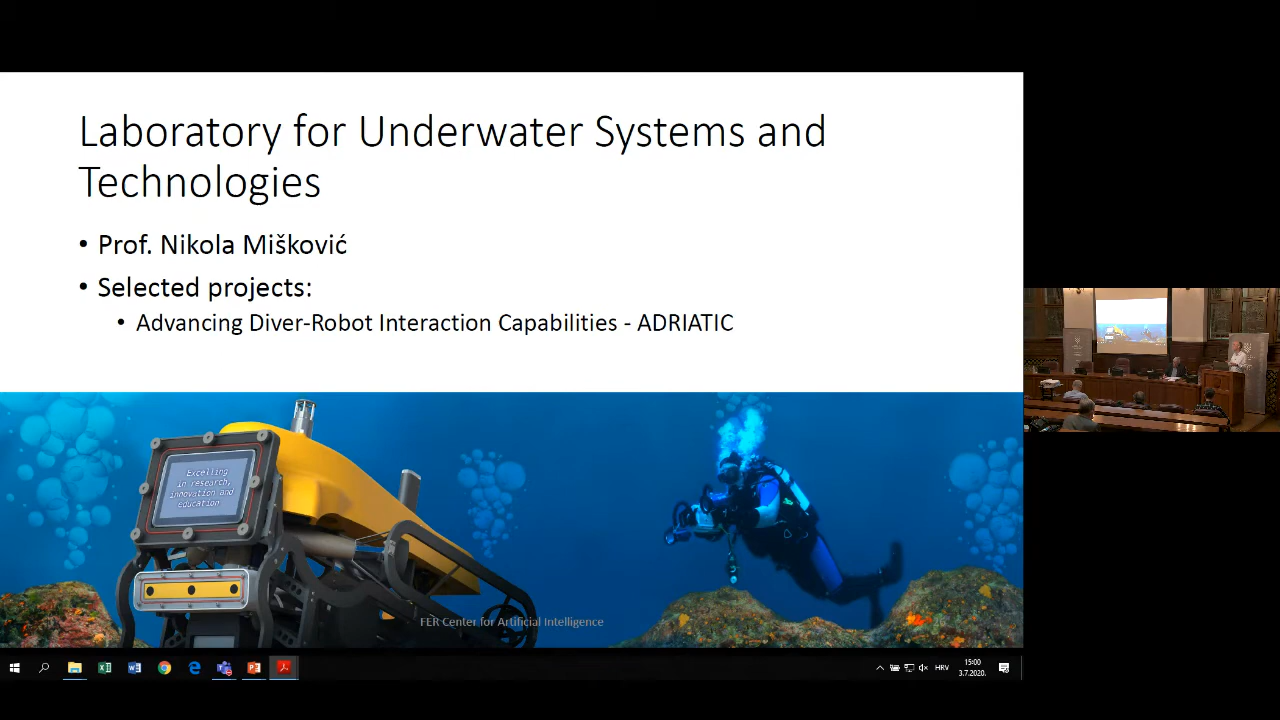 Laboratory for Underwater Systems and
Technologies
• Prof. Nikola Mišković
• Selected projects:
• Advancing Diver-Robot Interaction Capabilities - ADRIATIC
Excelling
in research,
innovation and
education
FER Center for Artificial Intelligence
HRV
15:00
3.7.2020.